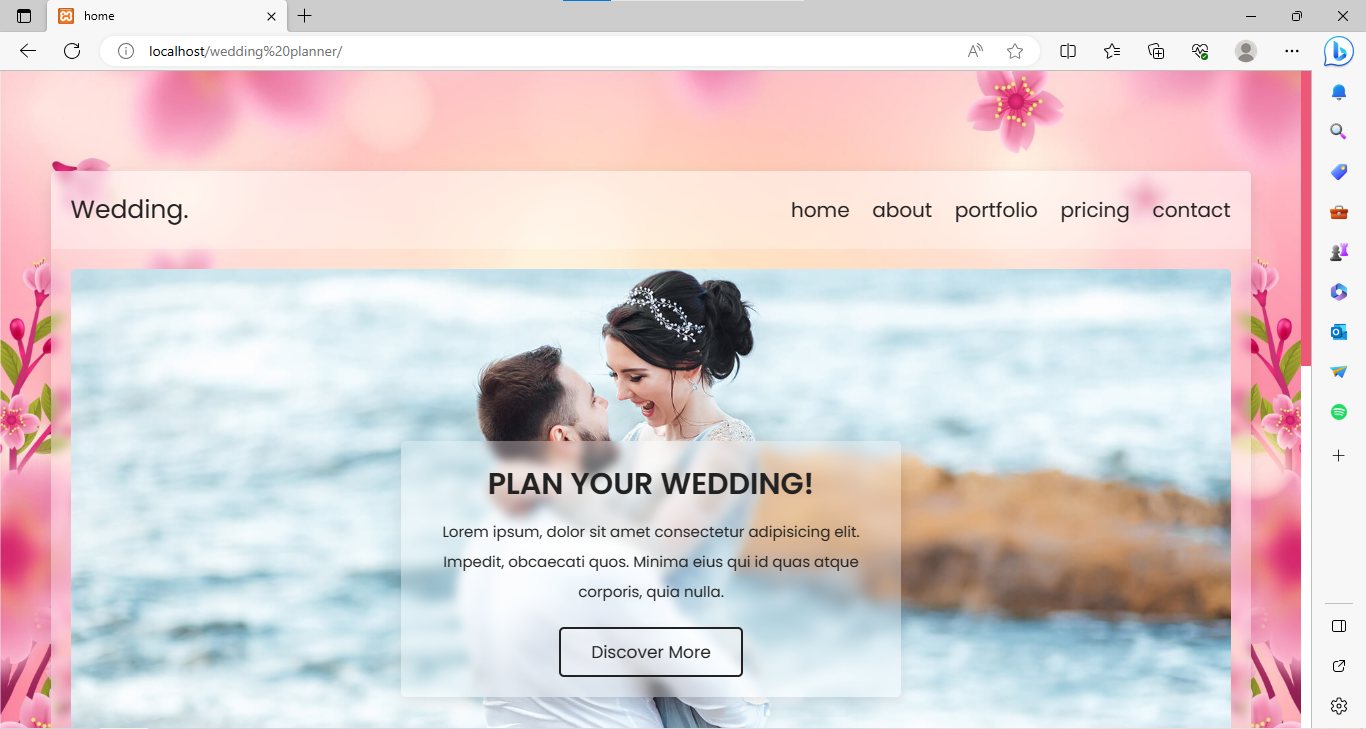 home
localhost/wedding%20planner/
Wedding.
home about portfolio pricing contact
PLAN YOUR WEDDING!
Lorem ipsum, dolor sit amet consectetur adipisicing elit.
Impedit, obcaecati quos. Minima eius qui id quas atque
corporis, quia nulla.
Discover More